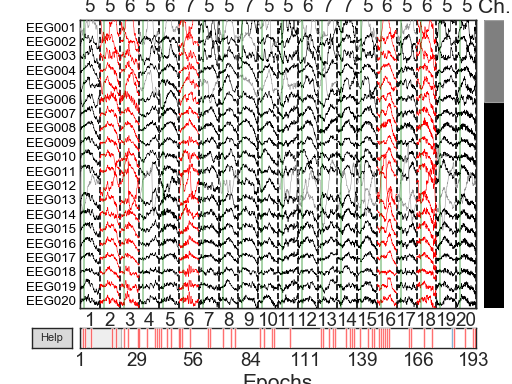 5 5 6 5 6 7 5 5 7 5 5 6 7 7 5 6 5 6 5 5 Ch.
EEG001
EEG002
EEG003
EEG004
EEG005
EEG006
EEG007
EEG008
EEG009
EEG010
EEG011
EEG012
EEG013
EEG014
EEG015
EEG016
EEG017
EEG018
EEG019
EEG020
1 2 3 4 5 6 7 8 9 10 11 12 13 14 15 16 17 18 19 20
Help
1 29 56 84 111 139 166 193
Epochs